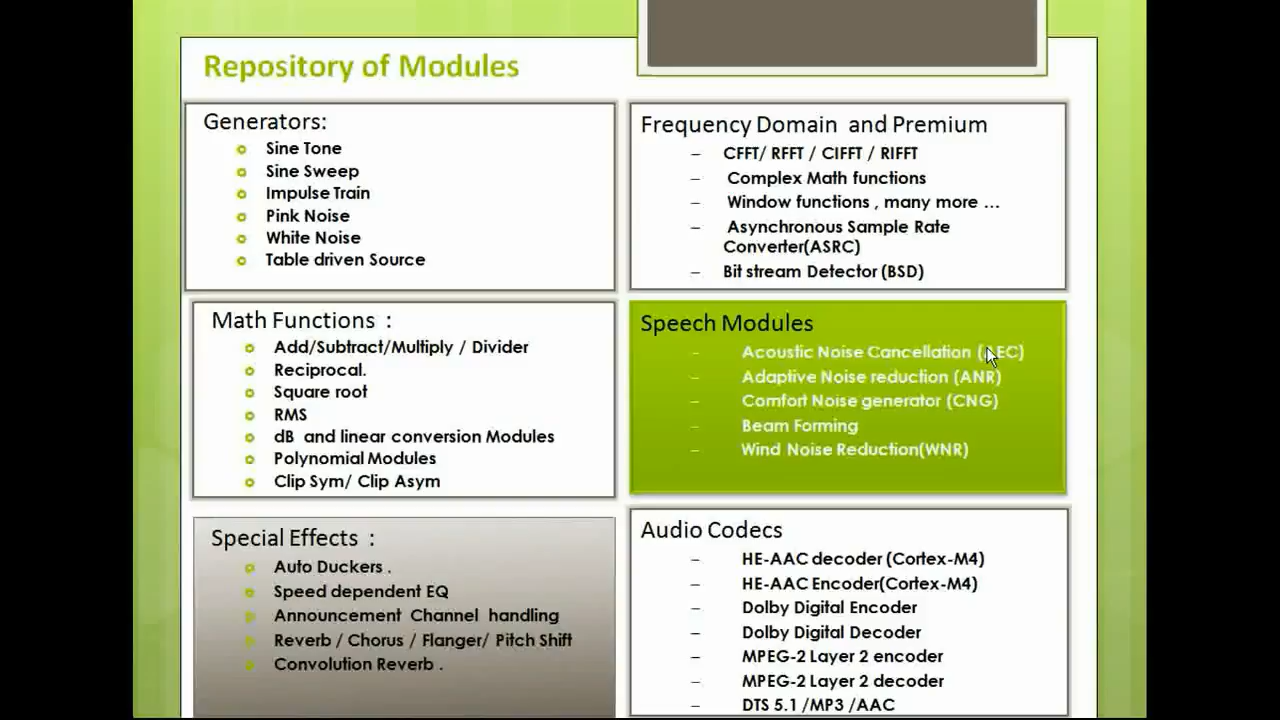 Repository of Modules
Generators:
Sine Tone
Sine Sweep
Impulse Train
Pink Noise
White Noise
Table driven Source
Frequency Domain and Premium
CFFT/ RFFT / CIFFT / RIFFT
Complex Math functions
Window functions , many more ...
Asynchronous Sample Rate
Converter(ASRC)
Bit stream Detector (BSD)
Math Functions :
Add/Subtract/Multiply / Divider
Reciprocal.
Square root
RMS
dB and linear conversion Modules
Polynomial Modules
Clip Sym/ Clip Asym
Speech Modules
Acoustic Noise Cancellation (AEC)
Adaptive Noise reduction (ANR)
Comfort Noise generator (CNG)
Beam Forming
Wind Noise Reduction(WNR)
Special Effects :
Auto Duckers .
Speed dependent EQ
Announcement Channel handling
Reverb / Chorus / Flanger/ Pitch Shift
Convolution Reverb .
Audio Codecs
HE-AAC decoder (Cortex-M4)
HE-AAC Encoder(Cortex-M4)
Dolby Digital Encoder
Dolby Digital Decoder
MPEG-2 Layer 2 encoder
MPEG-2 Layer 2 decoder
DTS 5.1 /MP3 /AAC